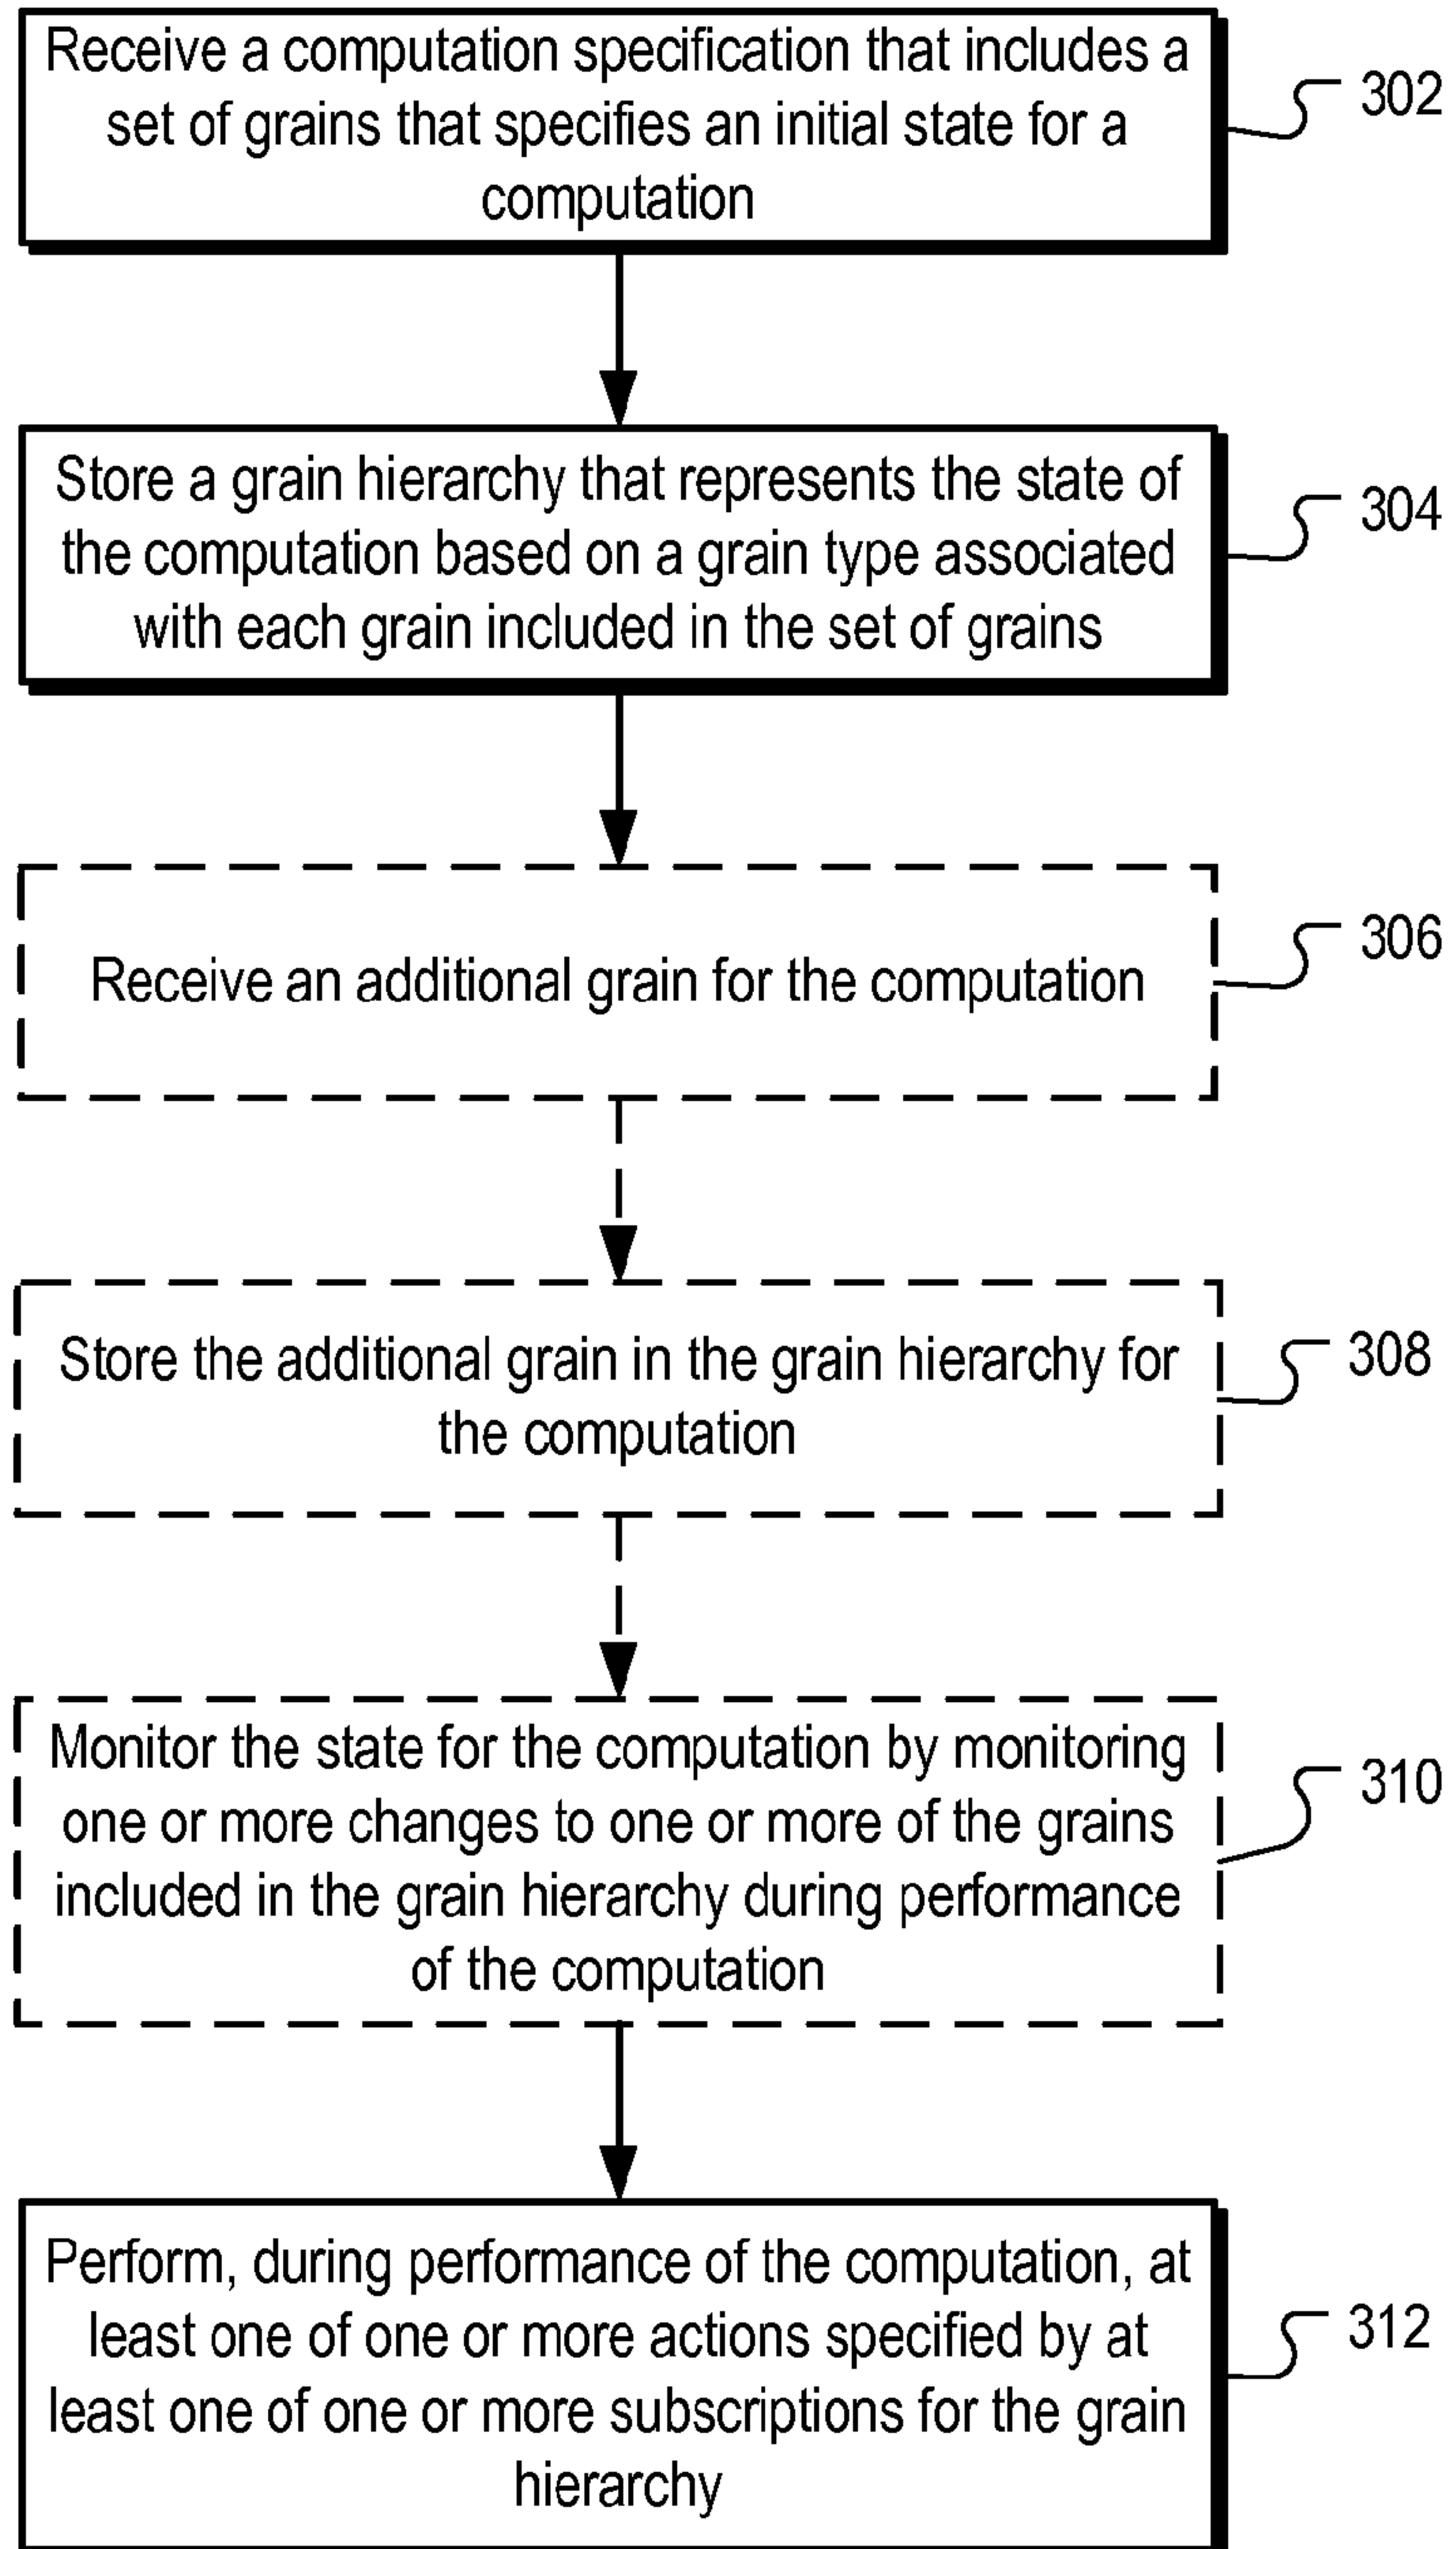 Receive a computation specification that includes a
set of grains that specifies an initial state for a
computation
302
Store a grain hierarchy that represents the state of
the computation based on a grain type associated
with each grain included in the set of grains
304
Receive an additional grain for the computation
306
Store the additional grain in the grain hierarchy for
the computation
308
Monitor the state for the computation by monitoring
one or more changes to one or more of the grains
included in the grain hierarchy during performance
of the computation
310
Perform, during performance of the computation, at
least one of one or more actions specified by at
least one of one or more subscriptions for the grain
hierarchy
312